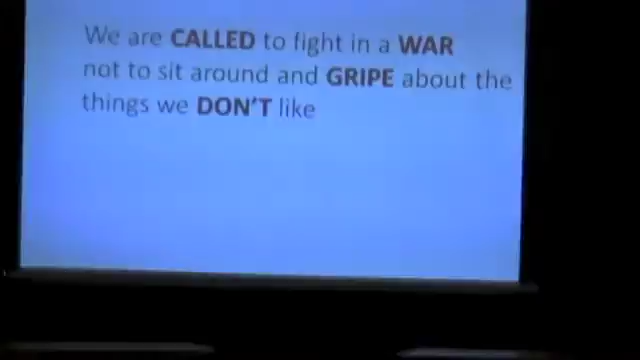 We are CALLED to fight in a WAR
not to sit around and GRIPE about the
things we DON'T like